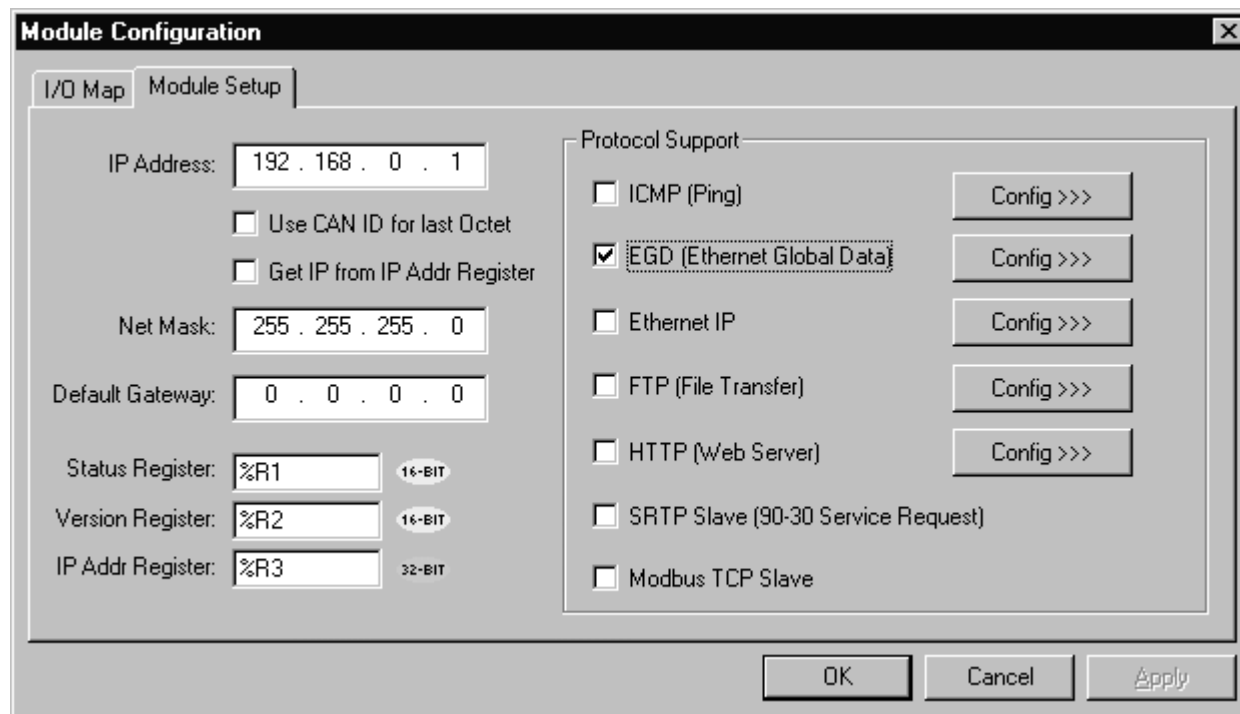 Module Configuration
I/O Map
Module Setup
IP Address: 192 . 168 . 0 . 1
Use CAN ID for last Octet
Get IP from IP Addr Register
Net Mask: 255 . 255 . 255 . 0
Default Gateway: 0 . 0 . 0 . 0
Status Register: %R1 16-BIT
Version Register: %R2 16-BIT
IP Addr Register: %R3 32-BIT
Protocol Support
ICMP (Ping) Config >>>
EGD (Ethernet Global Data) Config >>>
Ethernet IP Config >>>
FTP (File Transfer) Config >>>
HTTP (Web Server) Config >>>
SRTP Slave (90-30 Service Request)
Modbus TCP Slave
OK
Cancel
Apply